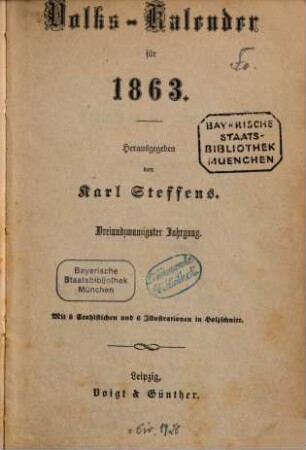 Volks-Kalender
für
1863.
Herausgegeben
von
Karl Steffens.
Dreiundzwanzigster Jahrgang.
BAYERISCHE
STAATS-
BIBLIOTHEK
MUENCHEN
Bayerische
Staatsbibliothek
München
Mit 8 Stahlstichen und 6 Illustrationen in Holzschnitt.
Leipzig,
Voigt & Günther.